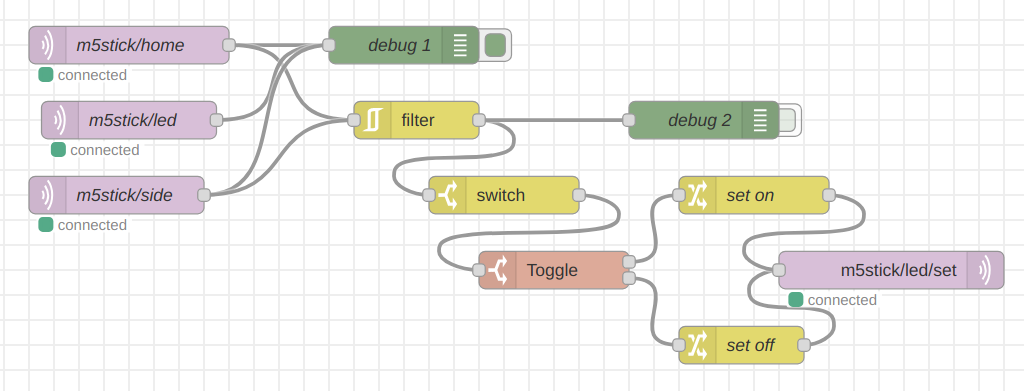 m5stick/home
debug 1
connected
m5stick/led
filter
debug 2
connected
m5stick/side
switch
set on
connected
Toggle
m5stick/led/set
connected
set off